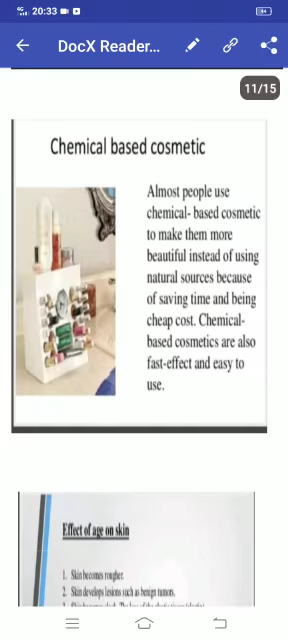 4G 20:33
DocX Reader...
11/15
Chemical based cosmetic
Almost people use
chemical- based cosmetic
to make them more
beautiful instead of using
natural sources because
of saving time and being
cheap cost. Chemical-
based cosmetics are also
fast-effect and easy to
use.
Effect of age on skin
1. Skin becomes rougher.
2. Skin develops lesions such as benign tumors.